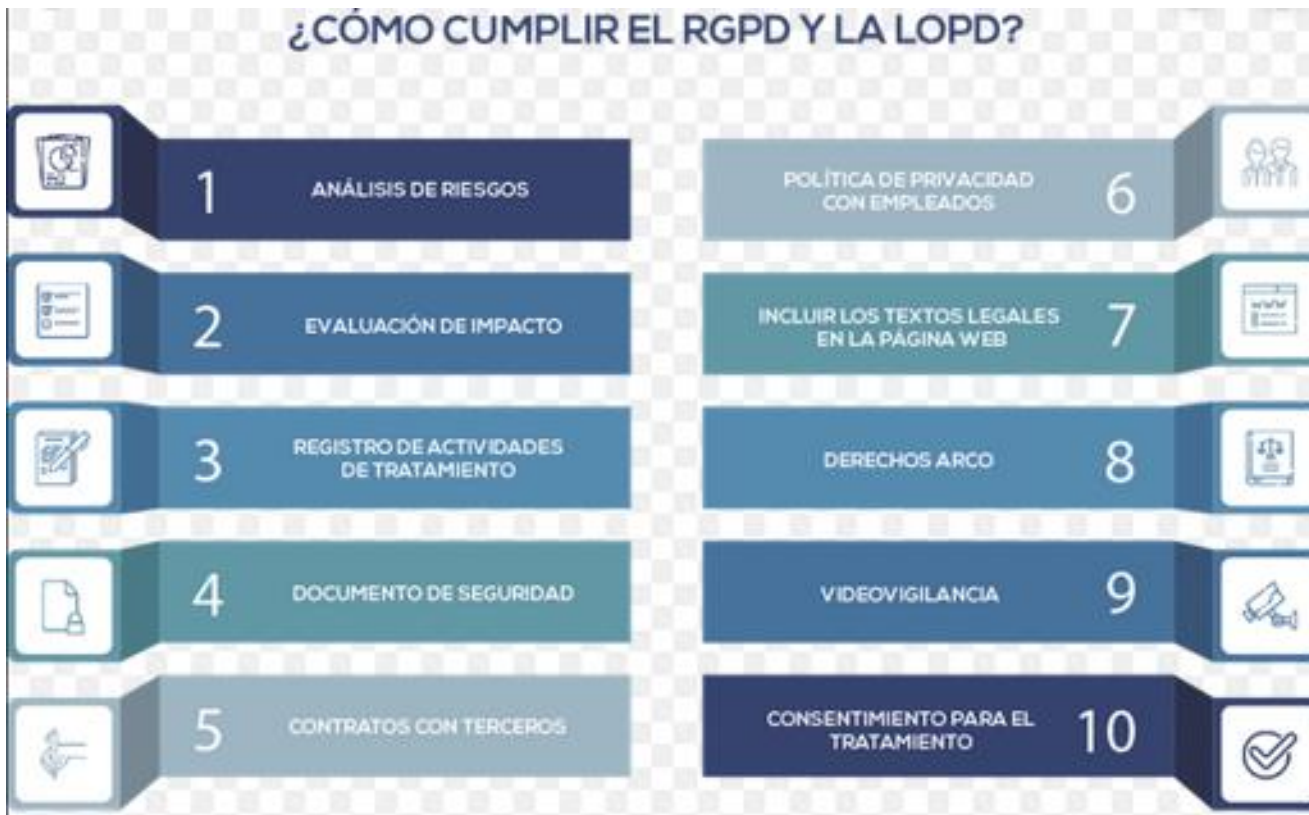 ¿CÓMO CUMPLIR EL RGPD Y LA LOPD?
1
ANÁLISIS DE RIESGOS
2
EVALUACIÓN DE IMPACTO
3
REGISTRO DE ACTIVIDADES
DE TRATAMIENTO
4
DOCUMENTO DE SEGURIDAD
5
CONTRATOS CON TERCEROS
POLÍTICA DE PRIVACIDAD
CON EMPLEADOS
6
INCLUIR LOS TEXTOS LEGALES
EN LA PÁGINA WEB
7
WWW
DERECHOS ARCO
8
VIDEOVIGILANCIA
9
CONSENTIMIENTO PARA EL
TRATAMIENTO
10